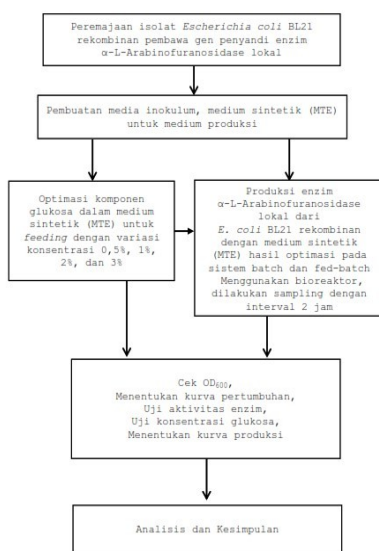 Peremajaan isolat Escherichia coli BL21
rekombinan pembawa gen penyandi enzim
α-L-Arabinofuranosidase lokal
Pembuatan media inokulum, medium sintetik (MTE)
untuk medium produksi
Optimasi komponen
glukosa dalam medium
sintetik (MTE) untuk
feeding dengan variasi
konsentrasi 0,5%, 1%,
2%, dan 3%
Produksi enzim
α-L-Arabinofuranosidase
lokal dari
E. coli BL21 rekombinan
dengan medium sintetik
(MTE) hasil optimasi pada
sistem batch dan fed-batch
Menggunakan bioreaktor,
dilakukan sampling dengan
interval 2 jam
Cek OD₆₀₀,
Menentukan kurva pertumbuhan,
Uji aktivitas enzim,
Uji konsentrasi glukosa,
Menentukan kurva produksi
Analisis dan Kesimpulan